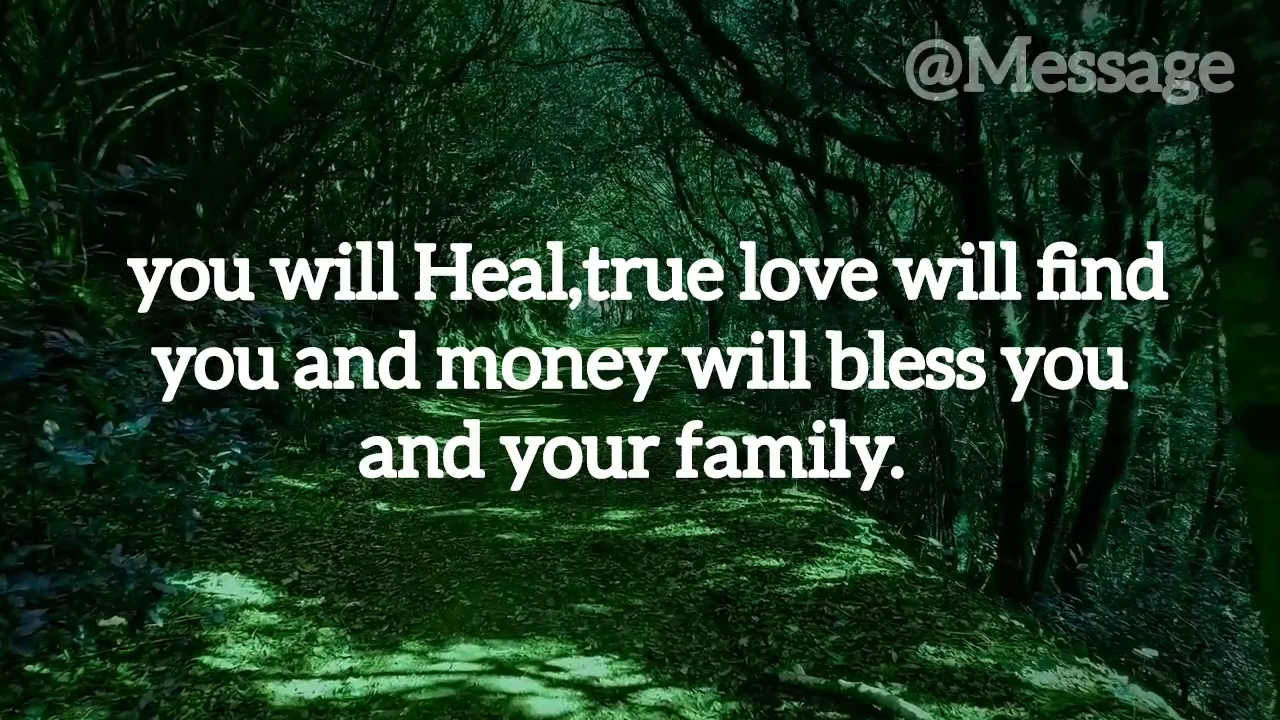 @Message
you will Heal,true love will find
you and money will bless you
and your family.